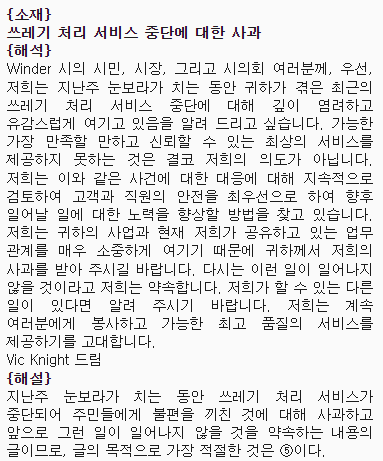 {소재}
쓰레기 처리 서비스 중단에 대한 사과
{해석}
Winder 시의 시민, 시장, 그리고 시의회 여러분께, 우선,
저희는 지난주 눈보라가 치는 동안 귀하가 겪은 최근의
쓰레기 처리 서비스 중단에 대해 깊이 염려하고
유감스럽게 여기고 있음을 알려 드리고 싶습니다. 가능한
가장 만족할 만하고 신뢰할 수 있는 최상의 서비스를
제공하지 못하는 것은 결코 저희의 의도가 아닙니다.
저희는 이와 같은 사건에 대한 대응에 대해 지속적으로
검토하여 고객과 직원의 안전을 최우선으로 하여 향후
일어날 일에 대한 노력을 향상할 방법을 찾고 있습니다.
저희는 귀하의 사업과 현재 저희가 공유하고 있는 업무
관계를 매우 소중하게 여기기 때문에 귀하께서 저희의
사과를 받아 주시길 바랍니다. 다시는 이런 일이 일어나지
않을 것이라고 저희는 약속합니다. 저희가 할 수 있는 다른
일이 있다면 알려 주시기 바랍니다. 저희는 계속
여러분에게 봉사하고 가능한 최고 품질의 서비스를
제공하기를 고대합니다.
Vic Knight 드림
{해설}
지난주 눈보라가 치는 동안 쓰레기 처리 서비스가
중단되어 주민들에게 불편을 끼친 것에 대해 사과하고
앞으로 그런 일이 일어나지 않을 것을 약속하는 내용의
글이므로, 글의 목적으로 가장 적절한 것은 ⑤이다.